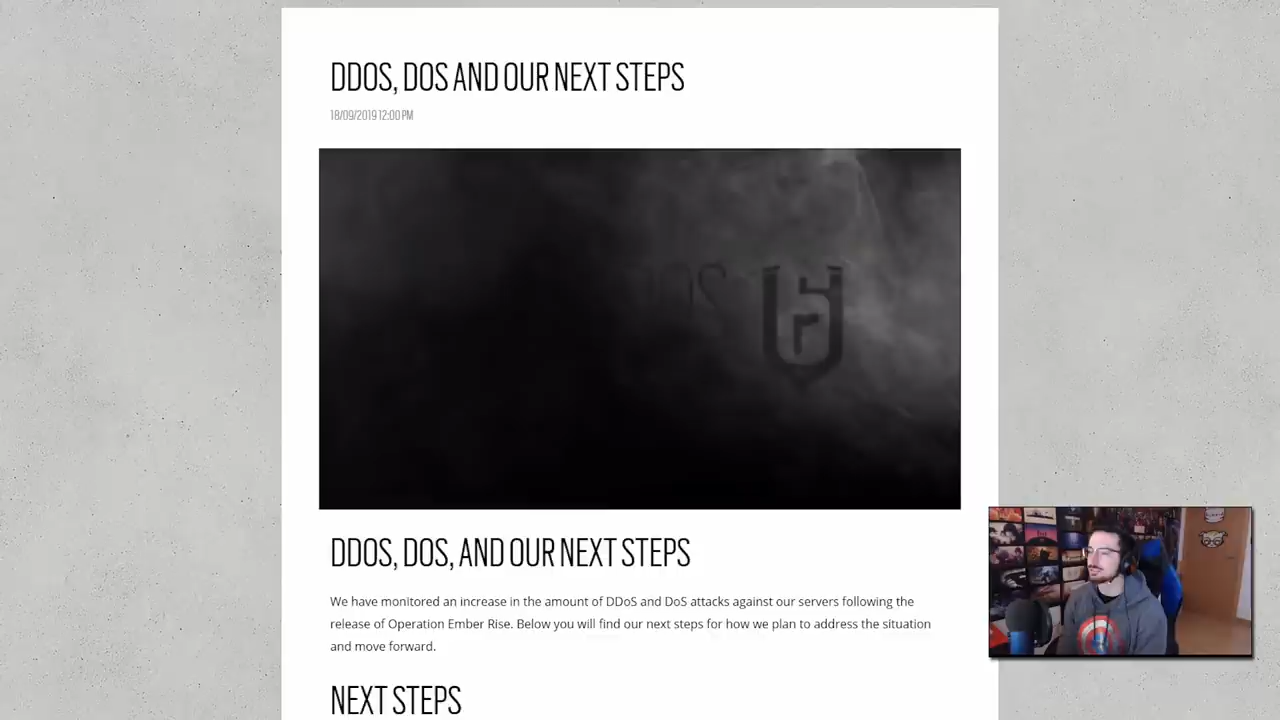 DDOS, DOS AND OUR NEXT STEPS
18/09/2019 12:00 PM
DDOS, DOS, AND OUR NEXT STEPS
We have monitored an increase in the amount of DDoS and DoS attacks against our servers following the
release of Operation Ember Rise. Below you will find our next steps for how we plan to address the situation
and move forward.
NEXT STEPS